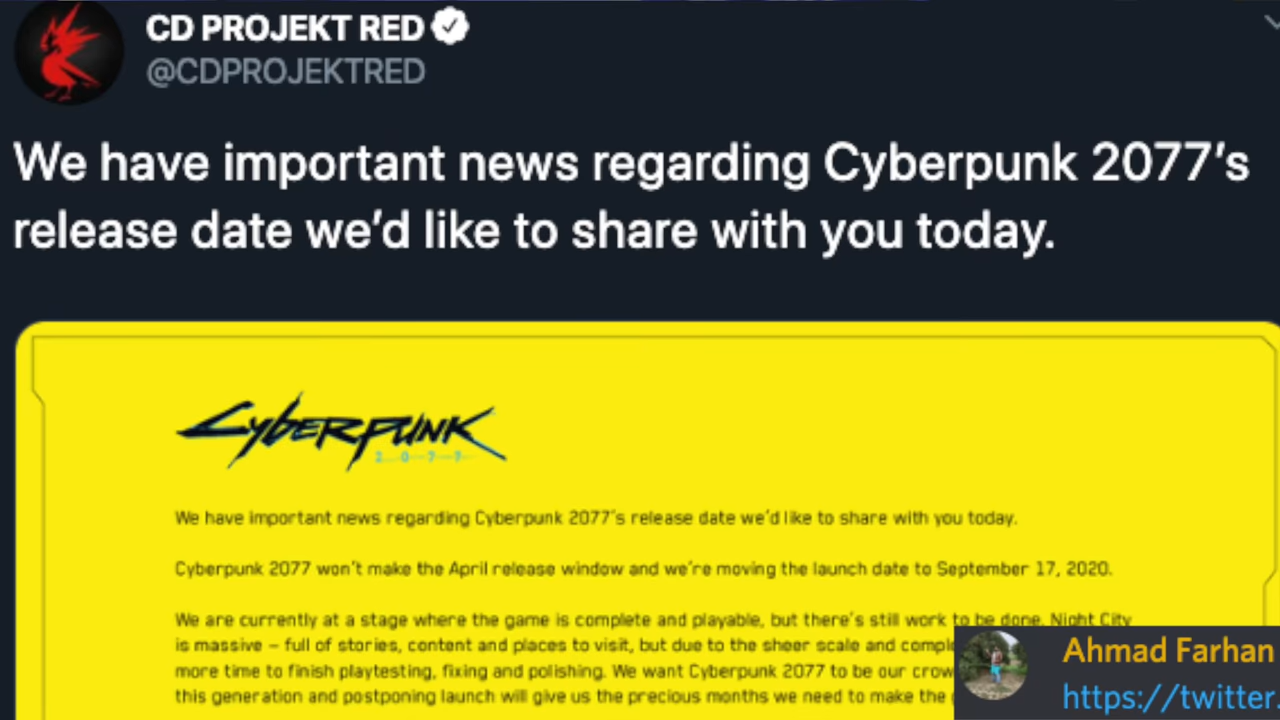 CD PROJEKT RED
@CDPROJEKTRED
We have important news regarding Cyberpunk 2077's
release date we'd like to share with you today.
CYBERPUNK
2077
We have important news regarding Cyberpunk 2077's release date we'd like to share with you today.
Cyberpunk 2077 won't make the April release window and we're moving the launch date to September 17, 2020.
We are currently at a stage where the game is complete and playable, but there's still work to be done. Night City
is massive – full of stories, content and places to visit, but due to the sheer scale and
more time to finish playtesting, fixing and polishing. We want Cyberpunk 2077 to be our
this generation and postponing launch will give us the precious months we need to make the
Ahmad Farhan
https://twitter.